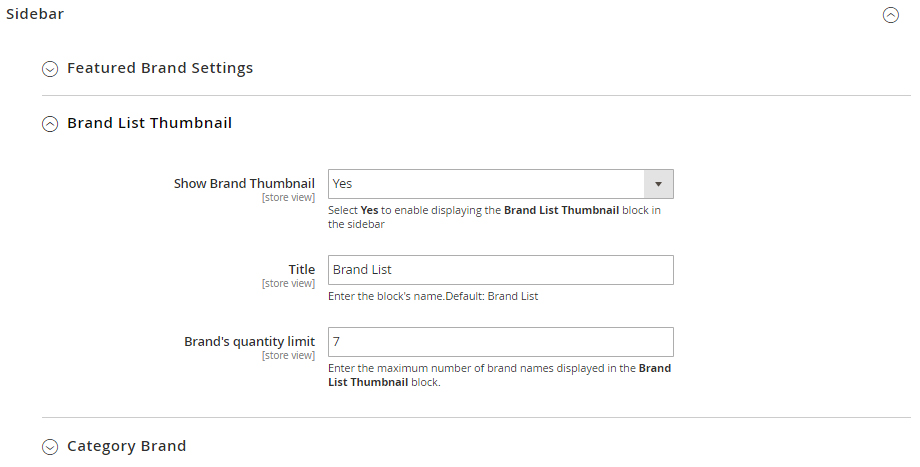 Sidebar
Featured Brand Settings
Brand List Thumbnail
Show Brand Thumbnail
[store view]
Yes
Select Yes to enable displaying the Brand List Thumbnail block in
the sidebar
Title
[store view]
Brand List
Enter the block's name.Default: Brand List
Brand's quantity limit
[store view]
7
Enter the maximum number of brand names displayed in the Brand
List Thumbnail block.
Category Brand